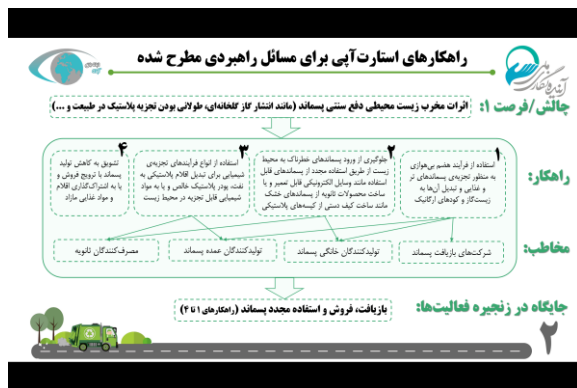 راهکارهای استارت‌آپی برای مسائل راهبردی مطرح شده
چالش/فرصت ۱:
اثرات مخرب زیست محیطی دفع سنتی پسماند (مانند انتشار گاز گلخانه‌ای، طولانی بودن تجزیه پلاستیک در طبیعت و ...)
راهکار:
۱
استفاده از فرآیند هضم بی‌هوازی
به منظور تجزیه‌ی پسماندهای تر
و غذایی و تبدیل آن‌ها به
زیست‌گاز و کودهای ارگانیک
۲
جلوگیری از ورود پسماندهای خطرناک به محیط
زیست از طریق استفاده مجدد از پسماندهای قابل
استفاده مانند وسایل الکترونیکی قابل تعمیر و یا
ساخت محصولات ثانویه از پسماندهای خشک
مانند ساخت کیف دستی از کیسه‌های پلاستیکی
۳
استفاده از انواع فرآیندهای تجزیه‌ی
شیمیایی برای تبدیل اقلام پلاستیکی به
نفت، پودر پلاستیک خالص و یا به مواد
شیمیایی قابل تجزیه در محیط زیست
۴
تشویق به کاهش تولید
پسماند با ترویج فروش و
یا به اشتراک‌گذاری اقلام
و مواد غذایی مازاد
مخاطب:
شرکت‌های بازیافت پسماند
تولیدکنندگان خانگی پسماند
تولیدکنندگان عمده پسماند
مصرف‌کنندگان ثانویه
جایگاه در زنجیره فعالیت‌ها:
بازیافت، فروش و استفاده مجدد پسماند (راهکارهای ۱ تا ۴)
۲